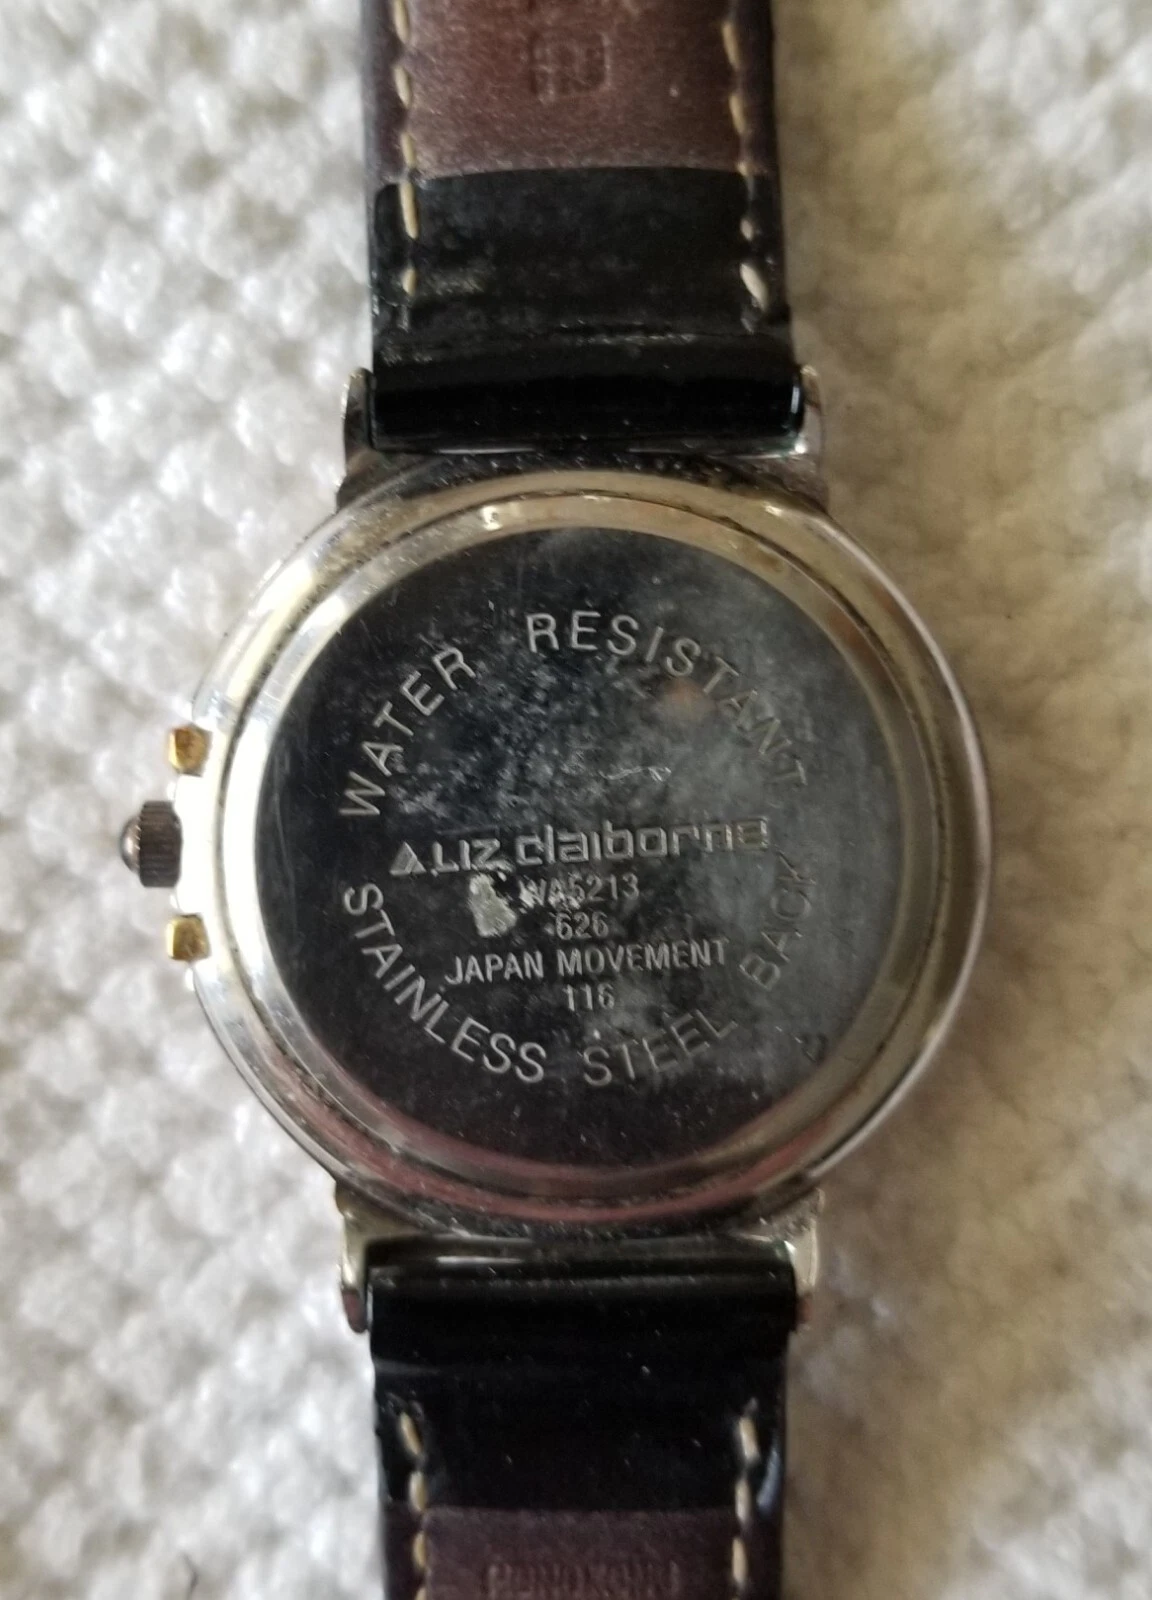 WATER RESISTANT
LIZ claiborne
WA5213
626
JAPAN MOVEMENT
116
STAINLESS STEEL BACK